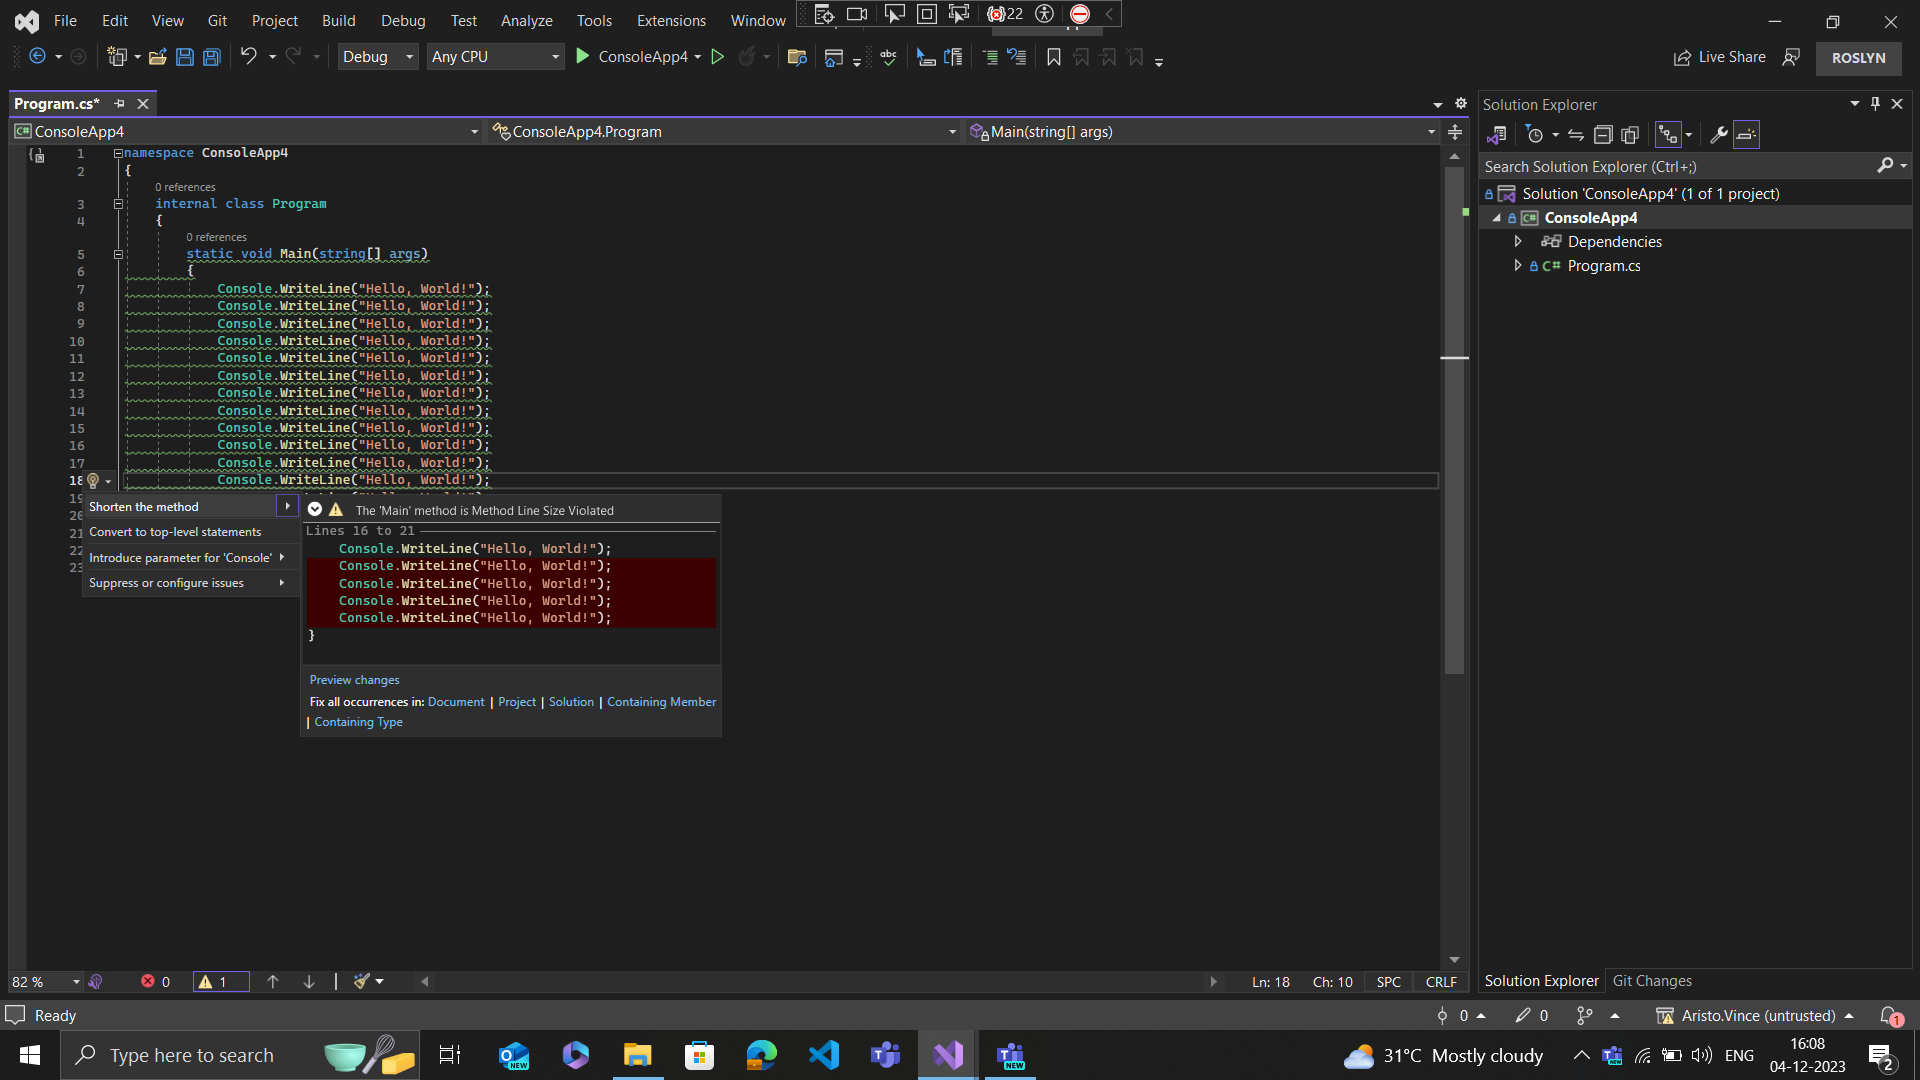 File Edit View Git Project Build Debug Test Analyze Tools Extensions Window 22
Debug Any CPU ConsoleApp4 abc Live Share ROSLYN
Program.cs*
ConsoleApp4 ConsoleApp4.Program Main(string[] args)
1 namespace ConsoleApp4
2 {
0 references
3 internal class Program
4 {
0 references
5 static void Main(string[] args)
6 {
7 Console.WriteLine("Hello, World!");
8 Console.WriteLine("Hello, World!");
9 Console.WriteLine("Hello, World!");
10 Console.WriteLine("Hello, World!");
11 Console.WriteLine("Hello, World!");
12 Console.WriteLine("Hello, World!");
13 Console.WriteLine("Hello, World!");
14 Console.WriteLine("Hello, World!");
15 Console.WriteLine("Hello, World!");
16 Console.WriteLine("Hello, World!");
17 Console.WriteLine("Hello, World!");
18 Console.WriteLine("Hello, World!");
19
20
21
22
23
Shorten the method
Convert to top-level statements
Introduce parameter for 'Console'
Suppress or configure issues
The 'Main' method is Method Line Size Violated
Lines 16 to 21
Console.WriteLine("Hello, World!");
Console.WriteLine("Hello, World!");
Console.WriteLine("Hello, World!");
Console.WriteLine("Hello, World!");
Console.WriteLine("Hello, World!");
}
Preview changes
Fix all occurrences in: Document | Project | Solution | Containing Member
| Containing Type
Solution Explorer
Search Solution Explorer (Ctrl+;)
Solution 'ConsoleApp4' (1 of 1 project)
C# ConsoleApp4
Dependencies
C# Program.cs
82 % 0 1 Ln: 18 Ch: 10 SPC CRLF
Solution Explorer Git Changes
Ready 0 0 Aristo.Vince (untrusted) 1
Type here to search NEW NEW 31°C Mostly cloudy NEW ENG 16:08
04-12-2023 2